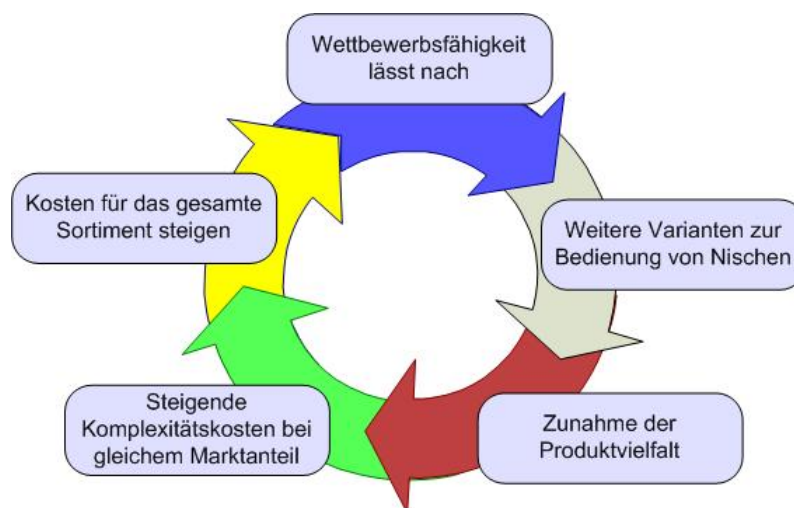 Wettbewerbsfähigkeit
lässt nach
Weitere Varianten zur
Bedienung von Nischen
Zunahme der
Produktvielfalt
Steigende
Komplexitätskosten bei
gleichem Marktanteil
Kosten für das gesamte
Sortiment steigen